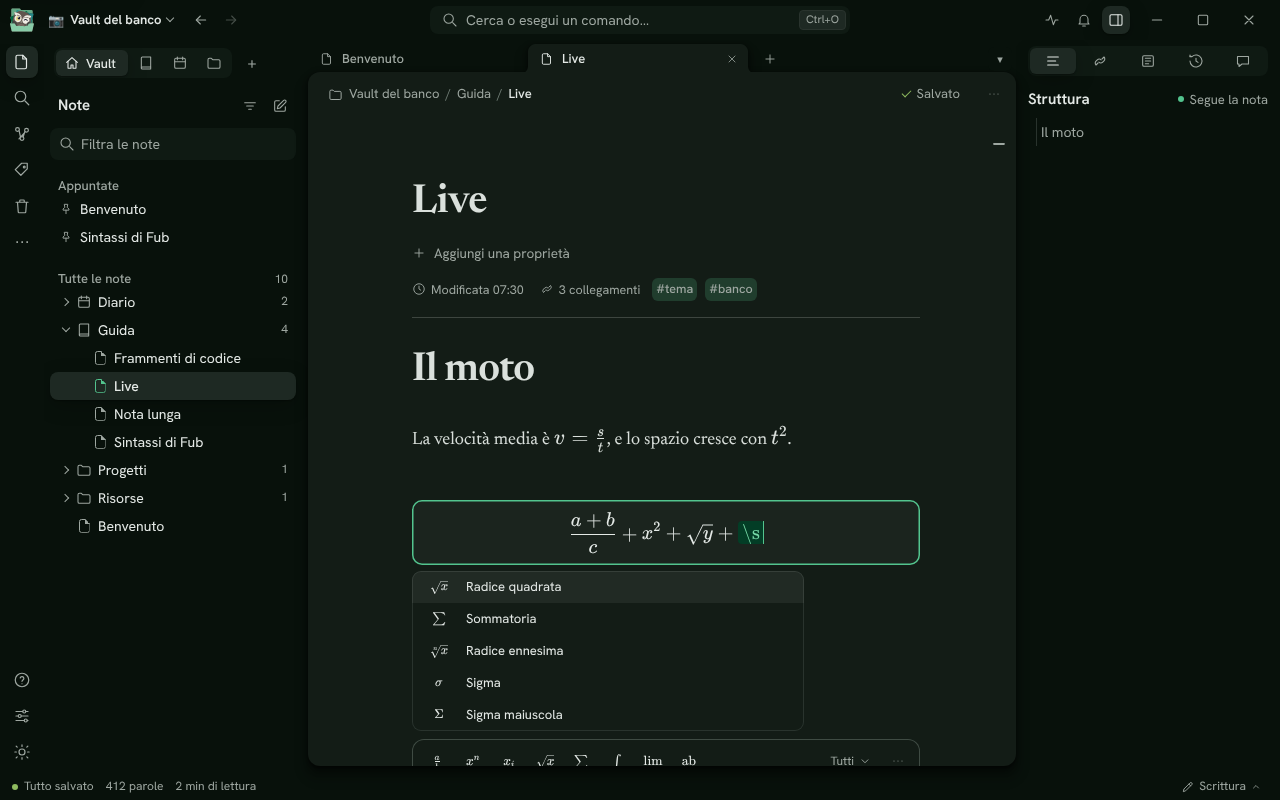 Vault del banco
Cerca o esegui un comando...
Ctrl+O
Vault
Benvenuto
Live
Note
Filtra le note
Appuntate
Benvenuto
Sintassi di Fub
Tutte le note 10
Diario 2
Guida 4
Frammenti di codice
Live
Nota lunga
Sintassi di Fub
Progetti 1
Risorse 1
Benvenuto
Vault del banco / Guida / Live
Salvato
Live
Aggiungi una proprietà
Modificata 07:30 3 collegamenti #tema #banco
Il moto
La velocità media è v = s/t, e lo spazio cresce con t².
(a + b)/c + x² + √y + \s
√x Radice quadrata
∑ Sommatoria
ⁿ√x Radice ennesima
σ Sigma
Σ Sigma maiuscola
xⁿ xᵢ √x ∑ ∫ lim ab Tutti
Struttura
Segue la nota
Il moto
Tutto salvato 412 parole 2 min di lettura
Scrittura